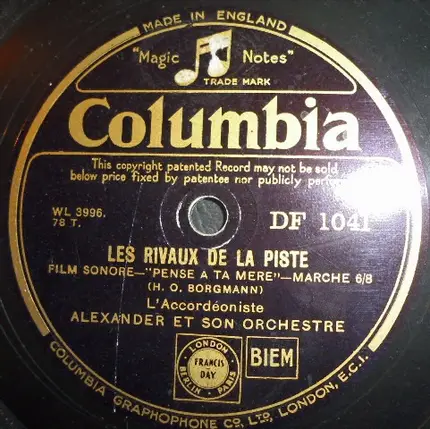 MADE IN ENGLAND
"Magic Notes"
TRADE MARK
Columbia
This copyright patented Record may not be sold
below price fixed by patentee nor publicly
WL 3996.
78 T.
DF 1041
LES RIVAUX DE LA PISTE
FILM SONORE—"PENSE A TA MERE"—MARCHE 6/8
(H. O. BORGMANN)
L'Accordéoniste
ALEXANDER ET SON ORCHESTRE
LONDON
FRANCIS
DAY
BERLIN
PARIS
BIEM
COLUMBIA GRAPHOPHONE CO., LTD, LONDON, E.C.1.